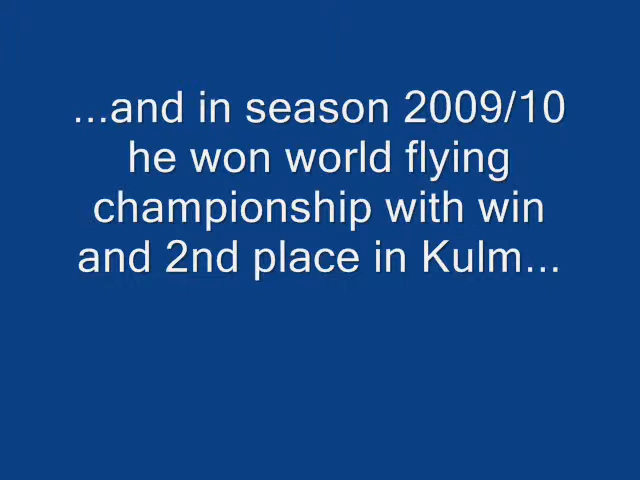 ...and in season 2009/10
he won world flying
championship with win
and 2nd place in Kulm...